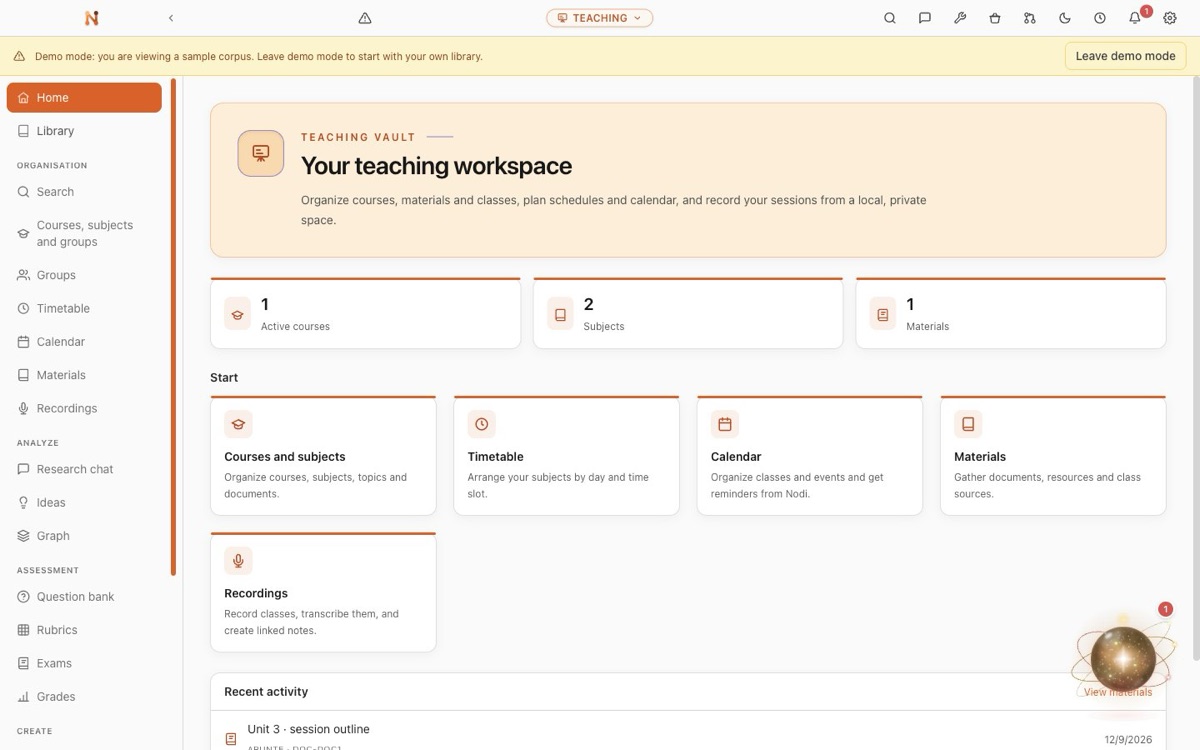 TEACHING
1
Demo mode: you are viewing a sample corpus. Leave demo mode to start with your own library.
Leave demo mode
Home
Library
ORGANISATION
Search
Courses, subjects
and groups
Groups
Timetable
Calendar
Materials
Recordings
ANALYZE
Research chat
Ideas
Graph
ASSESSMENT
Question bank
Rubrics
Exams
Grades
CREATE
TEACHING VAULT
Your teaching workspace
Organize courses, materials and classes, plan schedules and calendar, and record your sessions from a local, private
space.
1
Active courses
2
Subjects
1
Materials
Start
Courses and subjects
Organize courses, subjects, topics and
documents.
Timetable
Arrange your subjects by day and time
slot.
Calendar
Organize classes and events and get
reminders from Nodi.
Materials
Gather documents, resources and class
sources.
Recordings
Record classes, transcribe them, and
create linked notes.
1
Recent activity
View materials
Unit 3 · session outline
12/9/2026